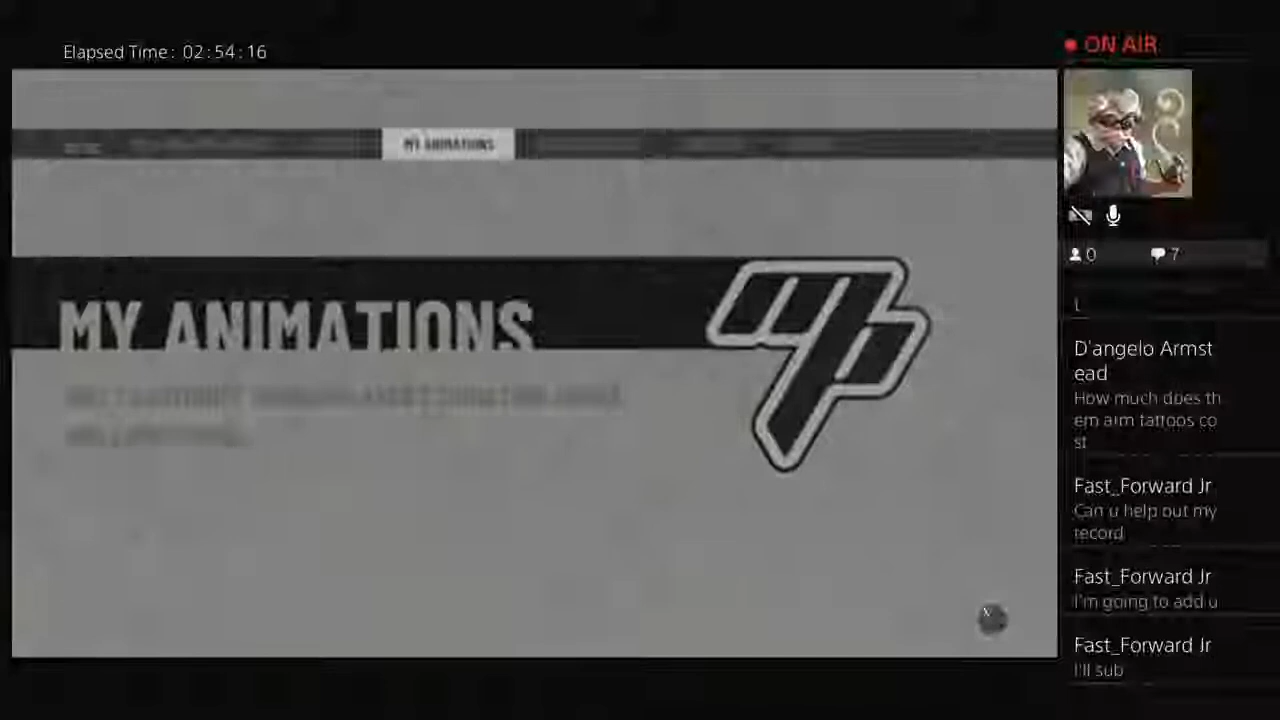 Elapsed Time: 02:54:16
ON AIR
MY ANIMATIONS
0
7
MY ANIMATIONS
D'angelo Armst
ead
How much does th
em arm tattoos co
st
Fast_Forward Jr
Can u help out my
record
Fast_Forward Jr
I'm going to add u
Fast_Forward Jr
I'll sub